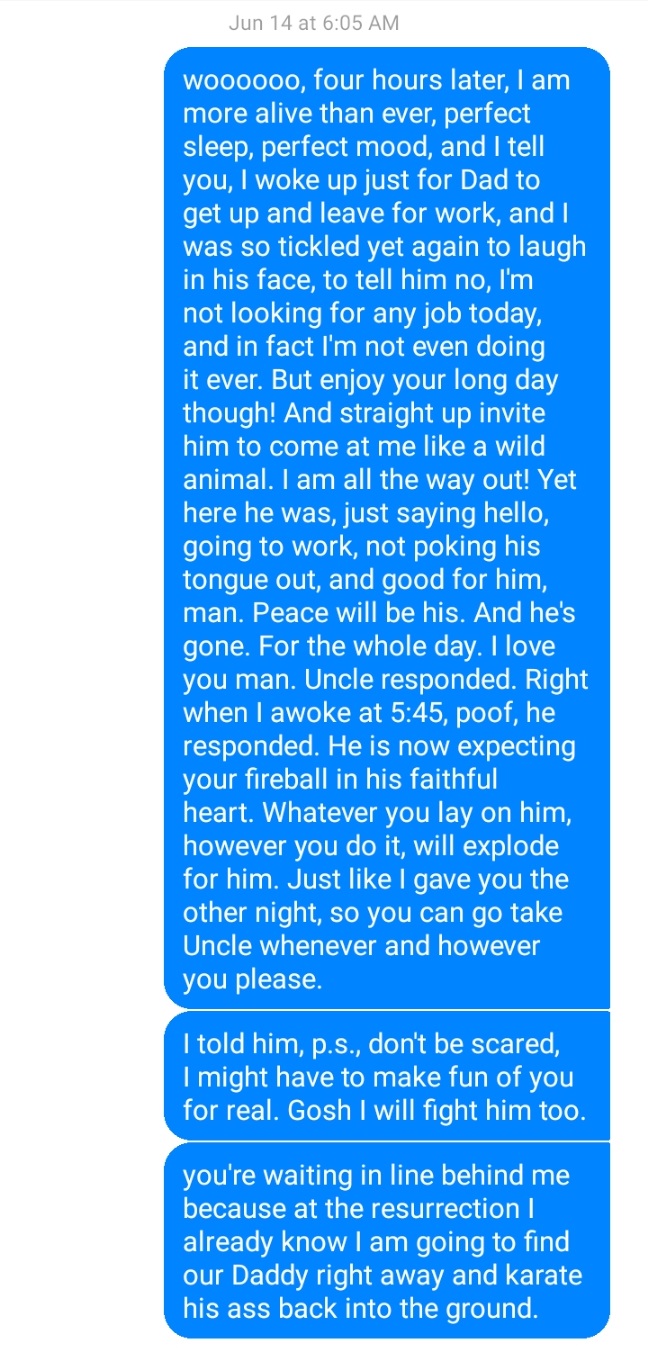 Jun 14 at 6:05 AM
woooooo, four hours later, I am
more alive than ever, perfect
sleep, perfect mood, and I tell
you, I woke up just for Dad to
get up and leave for work, and I
was so tickled yet again to laugh
in his face, to tell him no, I'm
not looking for any job today,
and in fact I'm not even doing
it ever. But enjoy your long day
though! And straight up invite
him to come at me like a wild
animal. I am all the way out! Yet
here he was, just saying hello,
going to work, not poking his
tongue out, and good for him,
man. Peace will be his. And he's
gone. For the whole day. I love
you man. Uncle responded. Right
when I awoke at 5:45, poof, he
responded. He is now expecting
your fireball in his faithful
heart. Whatever you lay on him,
however you do it, will explode
for him. Just like I gave you the
other night, so you can go take
Uncle whenever and however
you please.
I told him, p.s., don't be scared,
I might have to make fun of you
for real. Gosh I will fight him too.
you're waiting in line behind me
because at the resurrection I
already know I am going to find
our Daddy right away and karate
his ass back into the ground.